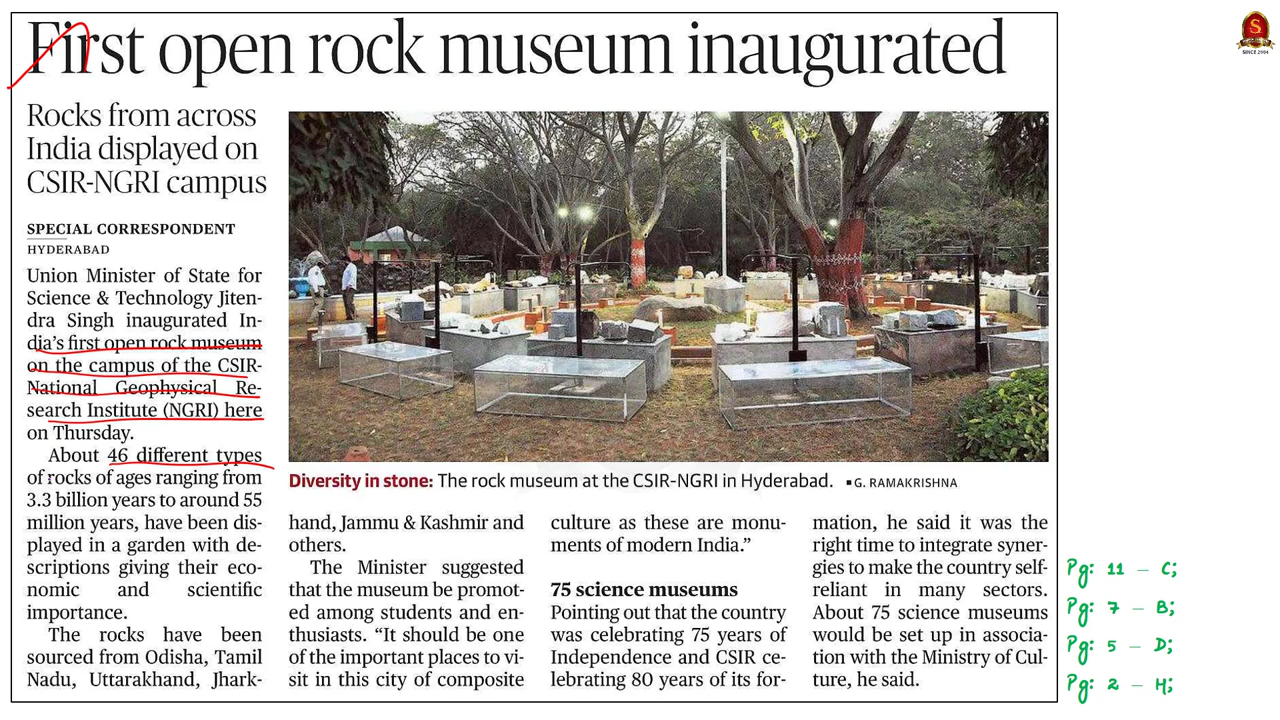 First open rock museum inaugurated
Rocks from across
India displayed on
CSIR-NGRI campus
SPECIAL CORRESPONDENT
HYDERABAD
Union Minister of State for
Science & Technology Jiten-
dra Singh inaugurated In-
dia's first open rock museum
on the campus of the CSIR-
National Geophysical Re-
search Institute (NGRI) here
on Thursday.
About 46 different types
of rocks of ages ranging from
3.3 billion years to around 55
million years, have been dis-
played in a garden with de-
scriptions giving their eco-
nomic and scientific
importance.
The rocks have been
sourced from Odisha, Tamil
Nadu, Uttarakhand, Jhark-
Diversity in stone: The rock museum at the CSIR-NGRI in Hyderabad. ▪G. RAMAKRISHNA
hand, Jammu & Kashmir and
others.
The Minister suggested
that the museum be promot-
ed among students and en-
thusiasts. “It should be one
of the important places to vi-
sit in this city of composite
culture as these are monu-
ments of modern India.”
75 science museums
Pointing out that the country
was celebrating 75 years of
Independence and CSIR ce-
lebrating 80 years of its for-
mation, he said it was the
right time to integrate syner-
gies to make the country self-
reliant in many sectors.
About 75 science museums
would be set up in associa-
tion with the Ministry of Cul-
ture, he said.
S
SINCE 2004
Pg: 11 – C;
Pg: 7 – B;
Pg: 5 – D;
Pg: 2 – H;